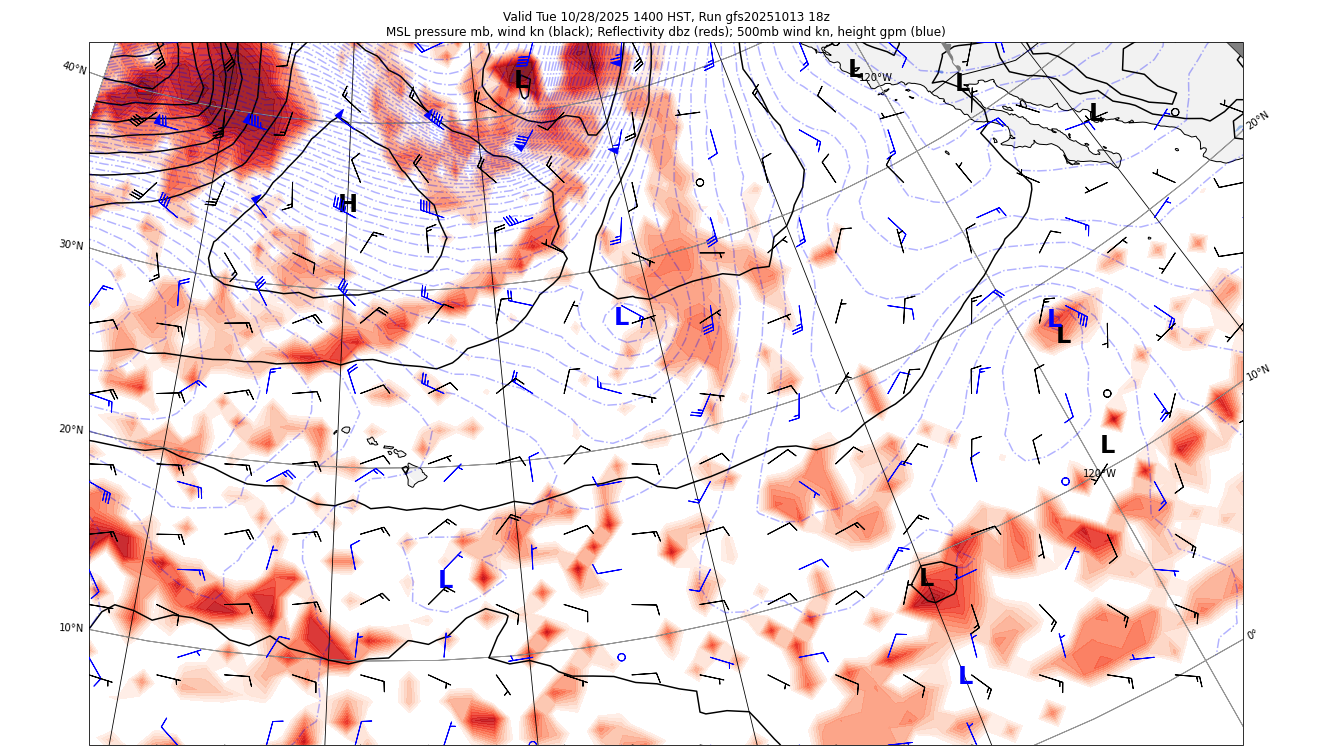 Valid Tue 10/28/2025 1400 HST, Run gfs20251013 18z
MSL pressure mb, wind kn (black); Reflectivity dbz (reds); 500mb wind kn, height gpm (blue)
40°N
L
L
120°W
L
L
20°N
H
30°N
L
L
L
10°N
20°N
L
120°W
L
L
10°N
0°
L